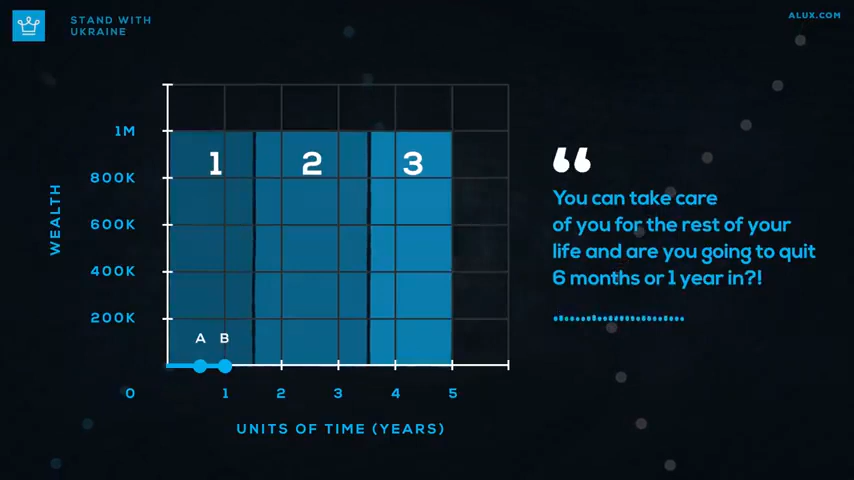 STAND WITH
UKRAINE
ALUX.COM
1M
800K
600K
400K
200K
WEALTH
1 2 3
A B
0 1 2 3 4 5
UNITS OF TIME (YEARS)
“
You can take care
of you for the rest of your
life and are you going to quit
6 months or 1 year in?!